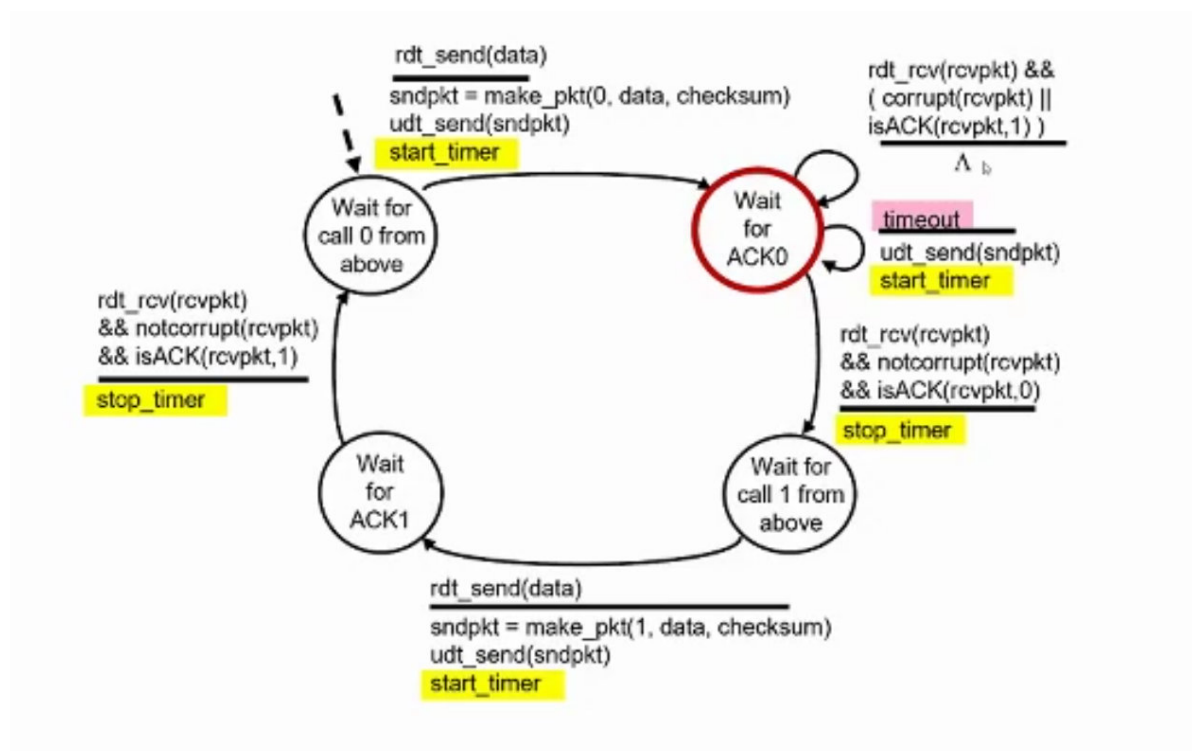 rdt_send(data)
sndpkt = make_pkt(0, data, checksum)
udt_send(sndpkt)
start_timer
rdt_rcv(rcvpkt) &&
( corrupt(rcvpkt) ||
isACK(rcvpkt,1) )
Λ
Wait for
call 0 from
above
Wait
for
ACK0
timeout
udt_send(sndpkt)
start_timer
rdt_rcv(rcvpkt)
&& notcorrupt(rcvpkt)
&& isACK(rcvpkt,1)
stop_timer
rdt_rcv(rcvpkt)
&& notcorrupt(rcvpkt)
&& isACK(rcvpkt,0)
stop_timer
Wait
for
ACK1
Wait for
call 1 from
above
rdt_send(data)
sndpkt = make_pkt(1, data, checksum)
udt_send(sndpkt)
start_timer